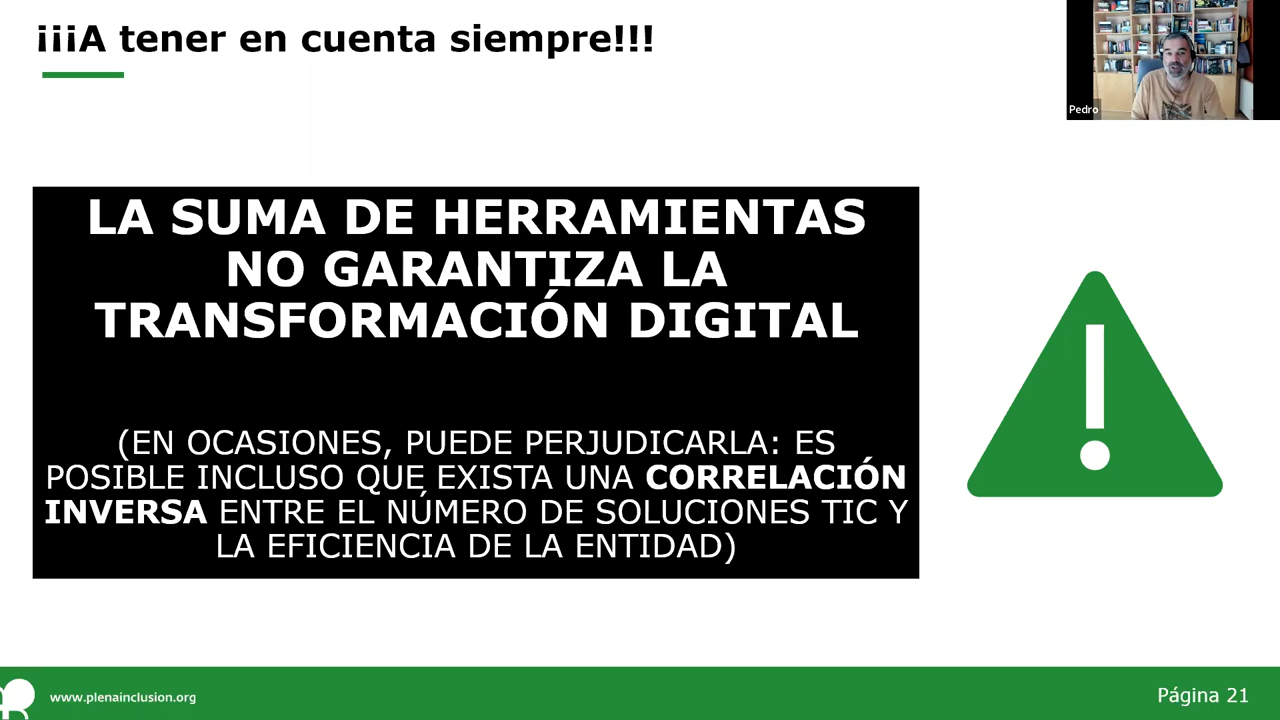 ¡¡¡A tener en cuenta siempre!!!
Pedro
LA SUMA DE HERRAMIENTAS
NO GARANTIZA LA
TRANSFORMACIÓN DIGITAL
(EN OCASIONES, PUEDE PERJUDICARLA: ES
POSIBLE INCLUSO QUE EXISTA UNA CORRELACIÓN
INVERSA ENTRE EL NÚMERO DE SOLUCIONES TIC Y
LA EFICIENCIA DE LA ENTIDAD)
www.plenainclusion.org
Página 21